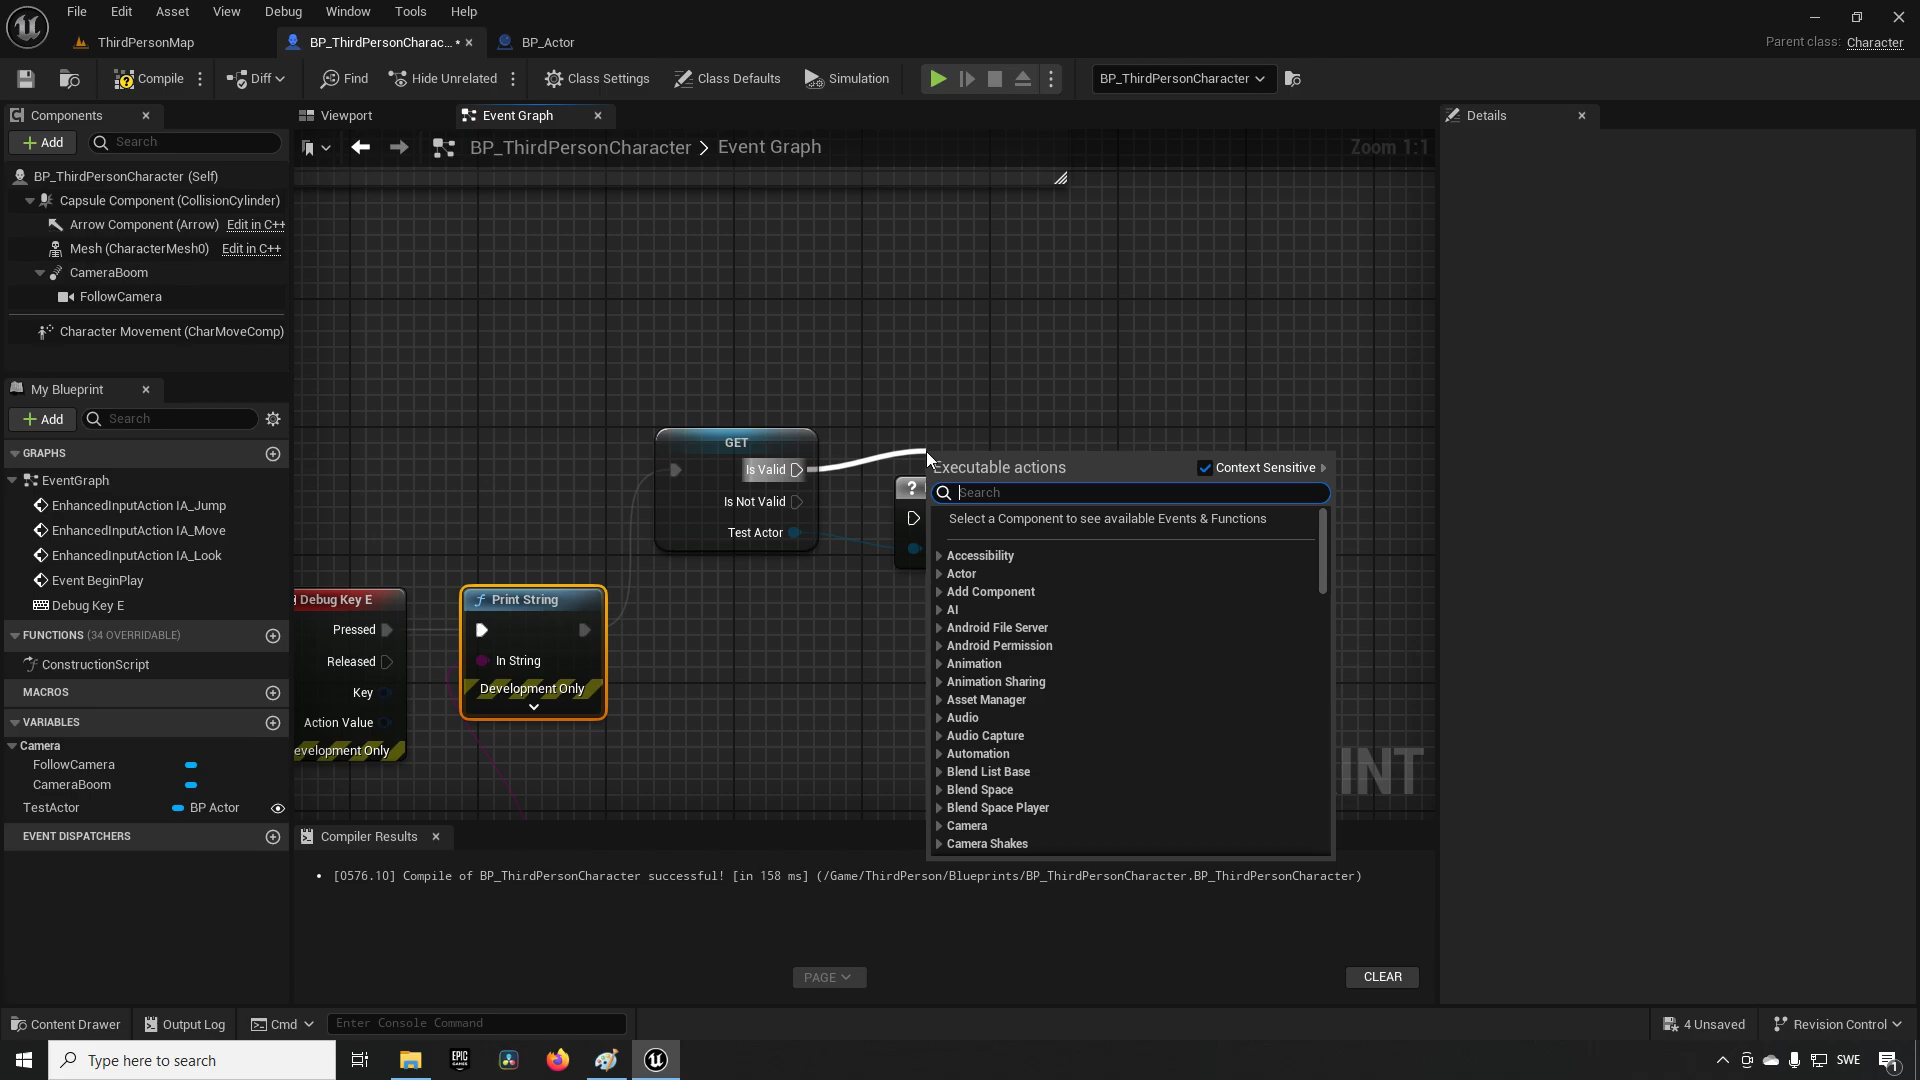 File Edit Asset View Debug Window Tools Help
ThirdPersonMap
BP_ThirdPersonCharac... •
BP_Actor
Parent class: Character
Compile
Diff
Find
Hide Unrelated
Class Settings
Class Defaults
Simulation
BP_ThirdPersonCharacter
Components
Add
Search
BP_ThirdPersonCharacter (Self)
Capsule Component (CollisionCylinder)
Arrow Component (Arrow) Edit in C++
Mesh (CharacterMesh0) Edit in C++
CameraBoom
FollowCamera
Character Movement (CharMoveComp)
My Blueprint
Add
Search
GRAPHS
EventGraph
EnhancedInputAction IA_Jump
EnhancedInputAction IA_Move
EnhancedInputAction IA_Look
Event BeginPlay
Debug Key E
FUNCTIONS (34 OVERRIDABLE)
ConstructionScript
MACROS
VARIABLES
Camera
FollowCamera
CameraBoom
TestActor BP Actor
EVENT DISPATCHERS
Viewport
Event Graph
BP_ThirdPersonCharacter > Event Graph
Zoom 1:1
GET
Is Valid
Is Not Valid
Test Actor
?
Debug Key E
Pressed
Released
Key
Action Value
evelopment Only
Print String
In String
Development Only
INT
Executable actions
Context Sensitive
Search
Select a Component to see available Events & Functions
Accessibility
Actor
Add Component
AI
Android File Server
Android Permission
Animation
Animation Sharing
Asset Manager
Audio
Audio Capture
Automation
Blend List Base
Blend Space
Blend Space Player
Camera
Camera Shakes
Compiler Results
• [0576.10] Compile of BP_ThirdPersonCharacter successful! [in 158 ms] (/Game/ThirdPerson/Blueprints/BP_ThirdPersonCharacter.BP_ThirdPersonCharacter)
PAGE
CLEAR
Details
Content Drawer
Output Log
Cmd
Enter Console Command
4 Unsaved
Revision Control
Type here to search
EPIC GAMES
SWE
1